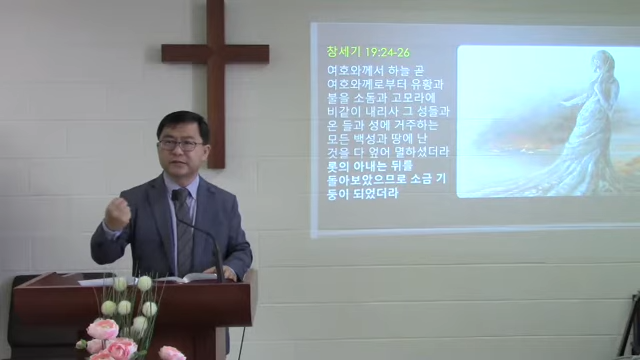 창세기 19:24-26
여호와께서 하늘 곧
여호와께로부터 유황과
불을 소돔과 고모라에
비같이 내리사 그 성들과
온 들과 성에 거주하는
모든 백성과 땅에 난
것을 다 엎어 멸하셨더라
롯의 아내는 뒤를
돌아보았으므로 소금 기
둥이 되었더라